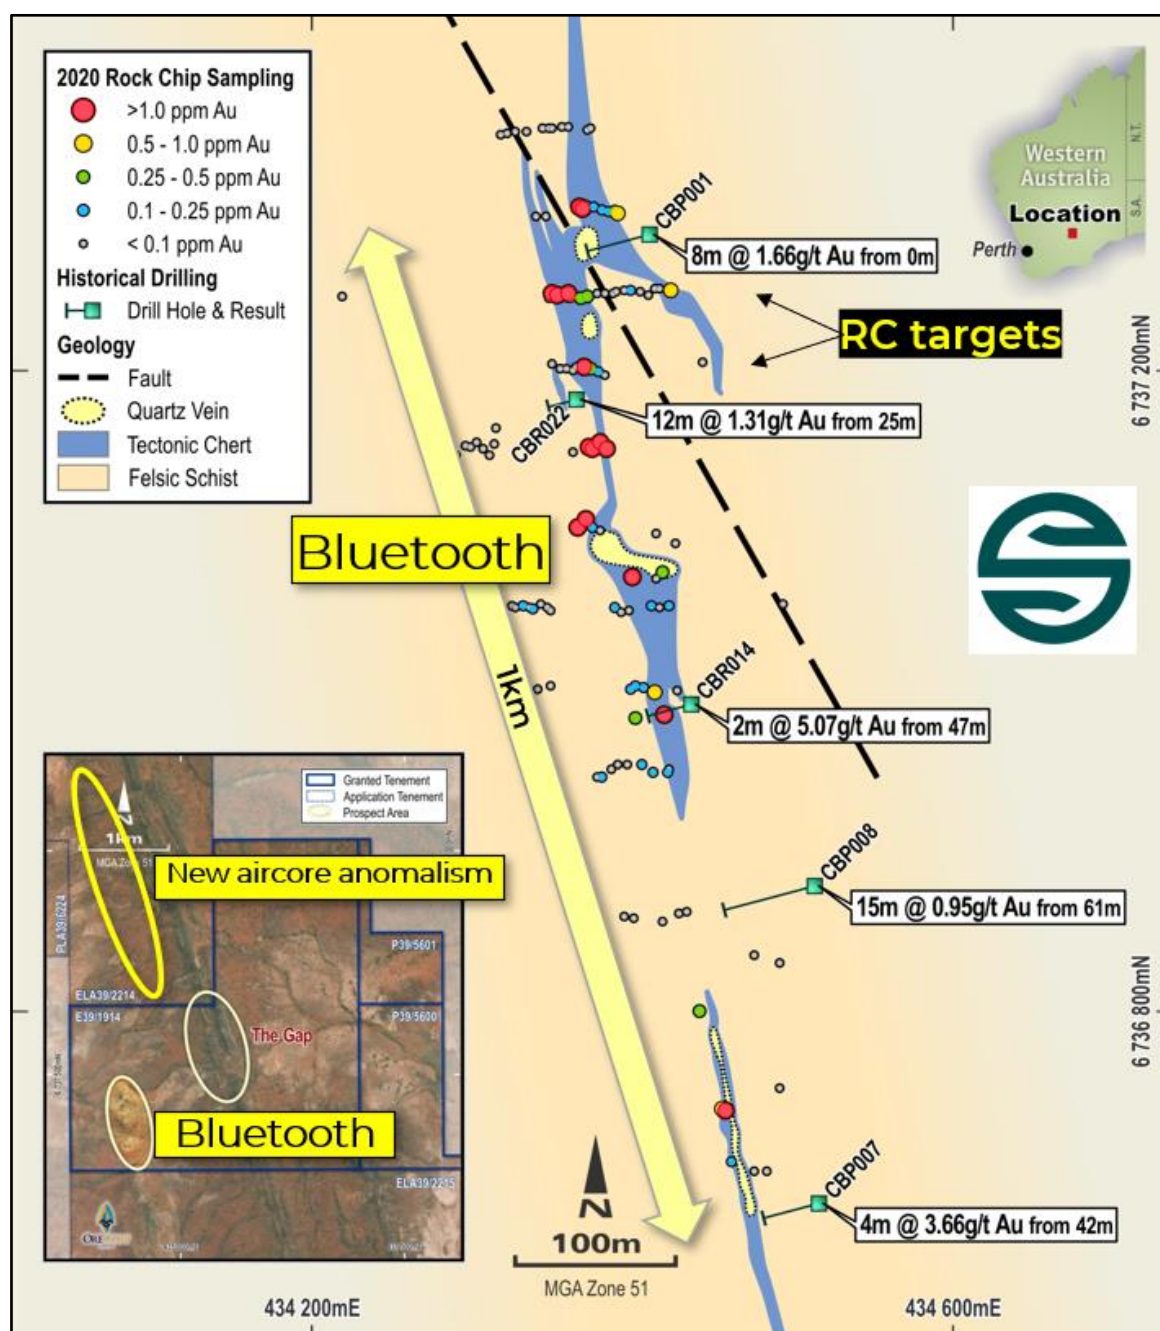 2020 Rock Chip Sampling
>1.0 ppm Au
0.5 - 1.0 ppm Au
0.25 - 0.5 ppm Au
0.1 - 0.25 ppm Au
< 0.1 ppm Au
Historical Drilling
Drill Hole & Result
Geology
Fault
Quartz Vein
Tectonic Chert
Felsic Schist
Western
Australia
Location
Perth
N.T.
S.A.
CBP001
8m @ 1.66g/t Au from 0m
RC targets
6 737 200mN
CBR022
12m @ 1.31g/t Au from 25m
Bluetooth
1km
CBR014
2m @ 5.07g/t Au from 47m
CBP008
15m @ 0.95g/t Au from 61m
6 736 800mN
CBP007
4m @ 3.66g/t Au from 42m
N
100m
MGA Zone 51
434 200mE
434 600mE
Granted Tenement
Application Tenement
Prospect Area
N
1km
MGA Zone 51
New aircore anomalism
PLA39/6224
P39/5601
ELA39/2214
E39/1914
P39/5600
The Gap
Bluetooth
ELA39/2215